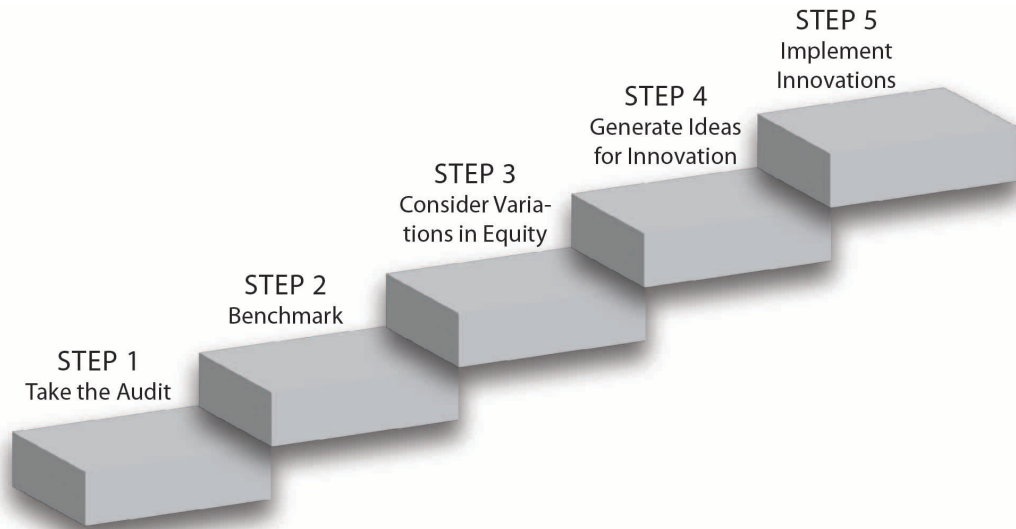 STEP 1
Take the Audit
STEP 2
Benchmark
STEP 3
Consider Varia-
tions in Equity
STEP 4
Generate Ideas
for Innovation
STEP 5
Implement
Innovations